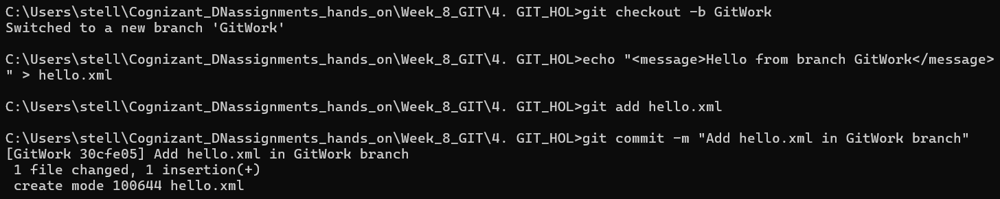 C:\Users\stell\Cognizant_DNassignments_hands_on\Week_8_GIT\4. GIT_HOL>git checkout -b GitWork
Switched to a new branch 'GitWork'
C:\Users\stell\Cognizant_DNassignments_hands_on\Week_8_GIT\4. GIT_HOL>echo "<message>Hello from branch GitWork</message>
" > hello.xml
C:\Users\stell\Cognizant_DNassignments_hands_on\Week_8_GIT\4. GIT_HOL>git add hello.xml
C:\Users\stell\Cognizant_DNassignments_hands_on\Week_8_GIT\4. GIT_HOL>git commit -m "Add hello.xml in GitWork branch"
[GitWork 30cfe05] Add hello.xml in GitWork branch
 1 file changed, 1 insertion(+)
 create mode 100644 hello.xml